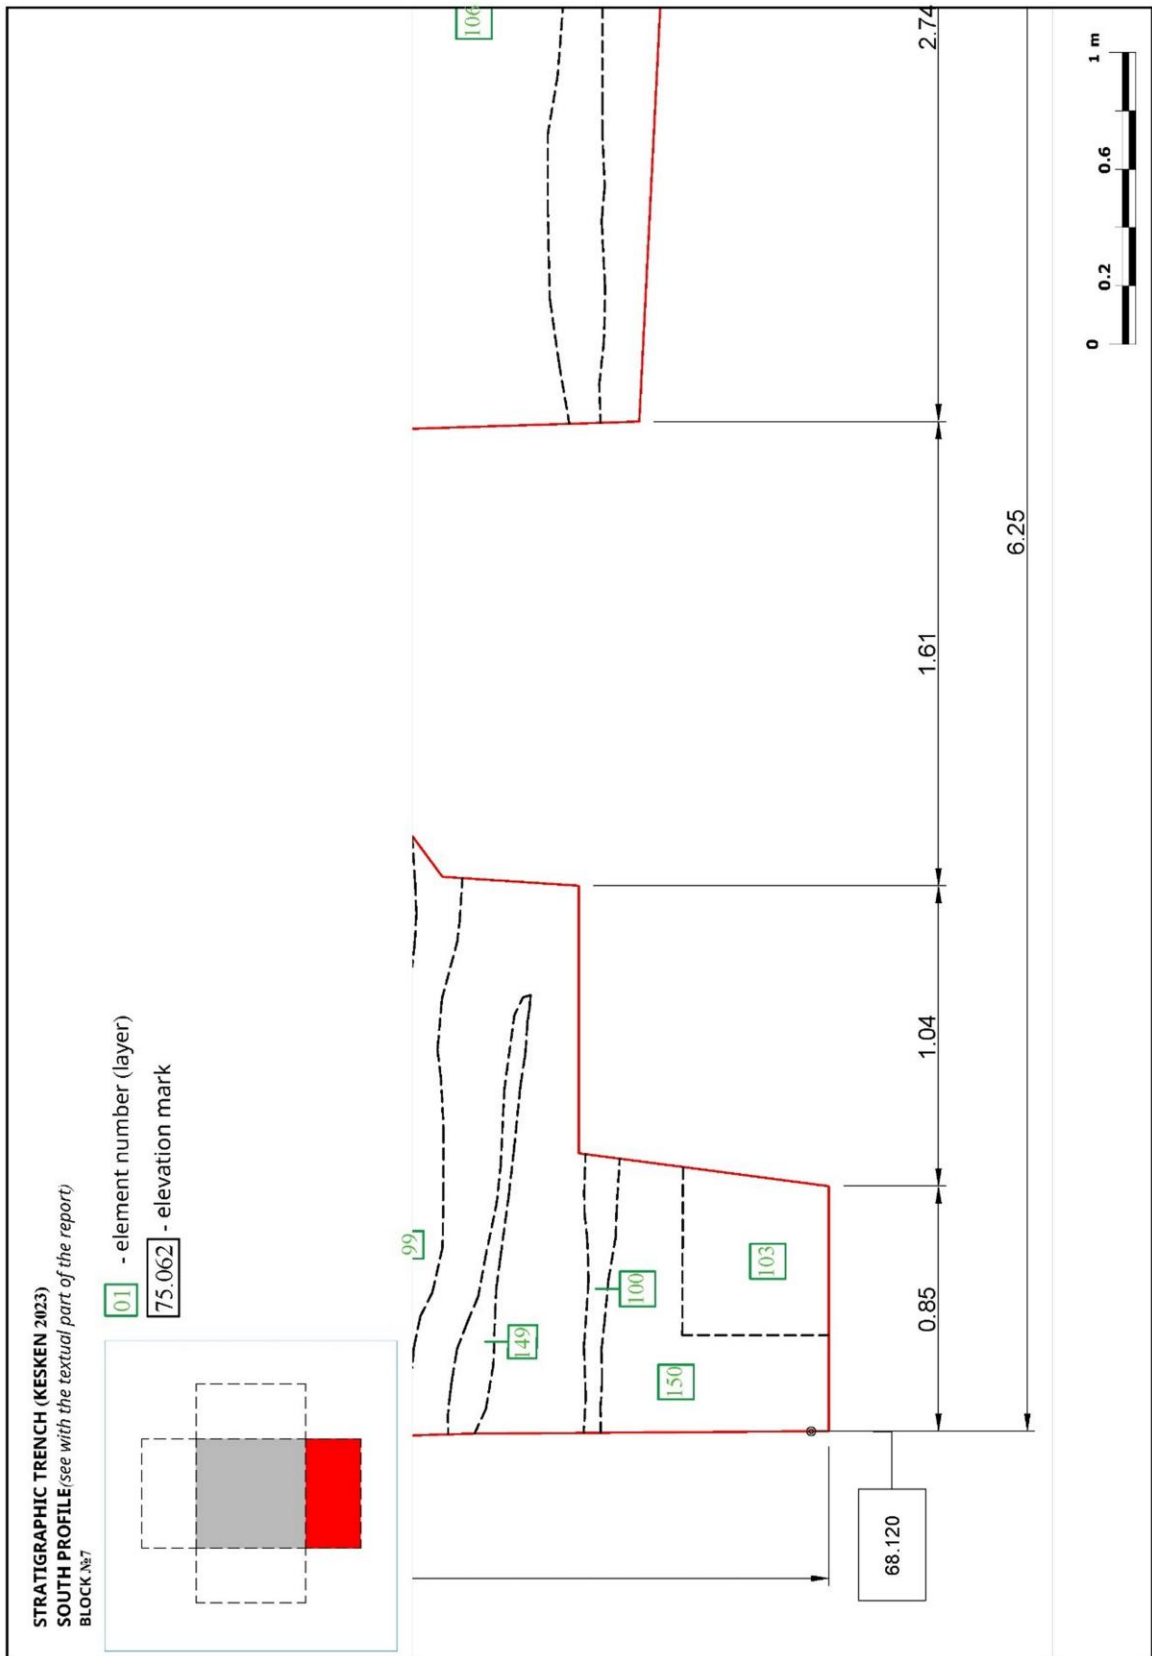 STRATIGRAPHIC TRENCH (KESKEN 2023)
SOUTH PROFILE (see with the textual part of the report)
BLOCK №7
01 - element number (layer)
75.062 - elevation mark
99
106
149
100
150
103
68.120
0.85
1.04
1.61
2.74
6.25
0
0.2
0.6
1 m